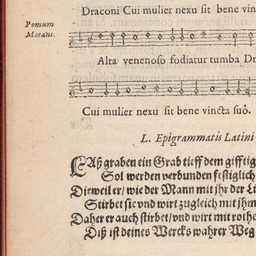 Draconi Cui mulier nexu sit bene vin
Pomum
Morans.
Alta venenoso fodiatur tumba Dr
Cui mulier nexu sit bene vincta suô.
L. Epigrammatis Latini
LAß graben ein Grab tieff dem gifftig
Sol werden verbunden festiglich
Dieweil er/ wie der Mann mit jhr der Li
Stirbet sie vnd wirt zugleich mit jhm
Daher er auch stirbet/ vnd wirt mit rothe
Diß ist deines Wercks wahrer Weg